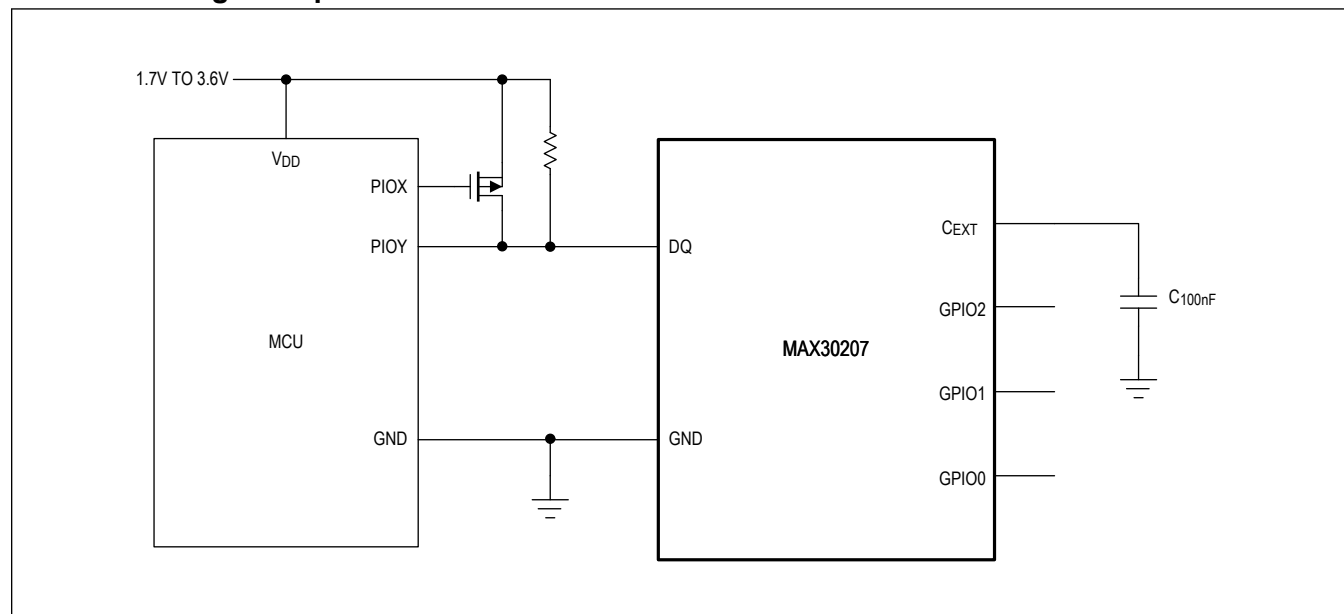 1.7V TO 3.6V
VDD
PIOX
PIOY
MCU
GND
DQ
GND
MAX30207
CEXT
GPIO2
GPIO1
GPIO0
C100nF